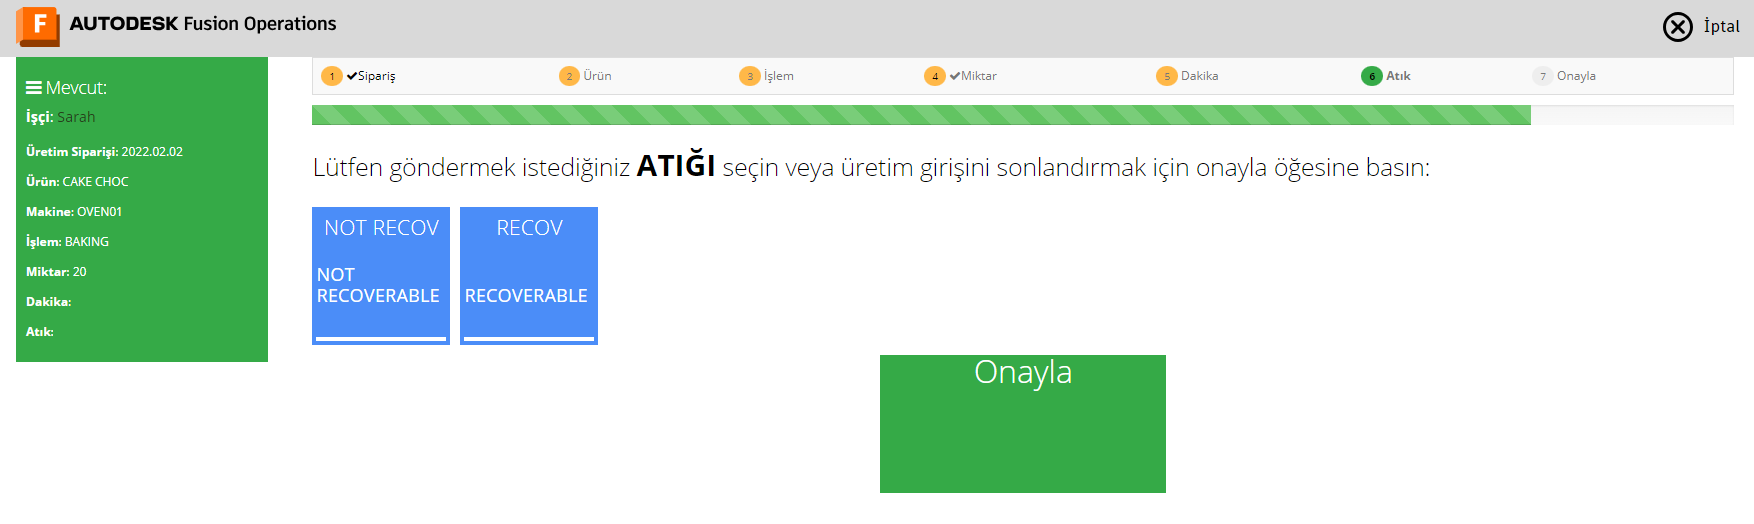 F AUTODESK Fusion Operations
İptal
Mevcut:
İşçi: Sarah
Üretim Siparişi: 2022.02.02
Ürün: CAKE CHOC
Makine: OVEN01
İşlem: BAKING
Miktar: 20
Dakika:
Atık:
1 Sipariş 2 Ürün 3 İşlem 4 Miktar 5 Dakika 6 Atık 7 Onayla
Lütfen göndermek istediğiniz ATIĞI seçin veya üretim girişini sonlandırmak için onayla öğesine basın:
NOT RECOV
NOT
RECOVERABLE
RECOV
RECOVERABLE
Onayla